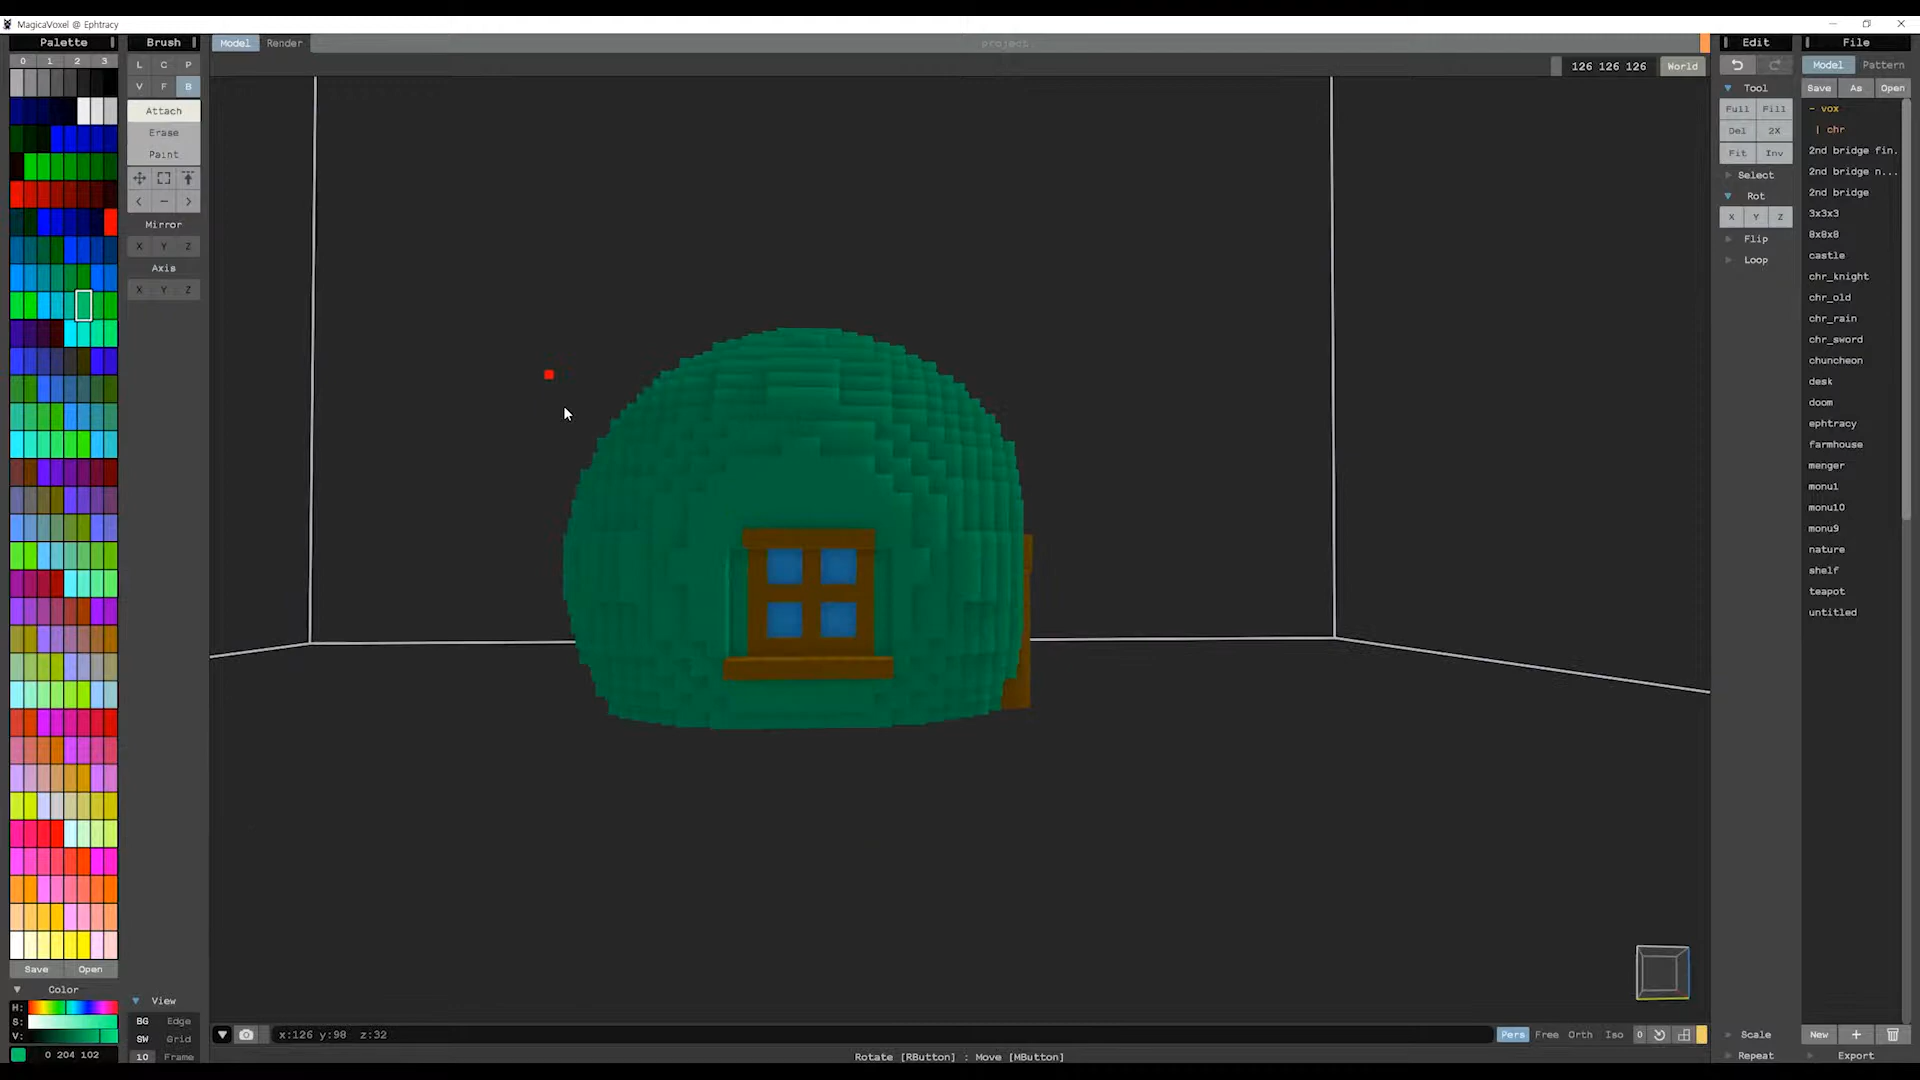 MagicaVoxel @ Ephtracy
Palette
Brush
Model Render
project
Edit
File
0 1 2 3
L C P
V F B
Attach
Erase
Paint
< – >
Mirror
X Y Z
Axis
X Y Z
126 126 126 World
Tool
Full Fill
Del 2X
Fit Inv
Select
Rot
X Y Z
Flip
Loop
Model Pattern
Save As Open
- vox
| chr
2nd bridge fin.
2nd bridge n...
2nd bridge
3x3x3
8x8x8
castle
chr_knight
chr_old
chr_rain
chr_sword
chuncheon
desk
doom
ephtracy
farmhouse
menger
monu1
monu10
monu9
nature
shelf
teapot
untitled
Save Open
Color
H:
S:
V:
0 204 102
View
BG Edge
SW Grid
10 Frame
x:126 y:98 z:32
Pers Free Orth Iso 0
Rotate [RButton] : Move [MButton]
Scale
Repeat
New +
Export